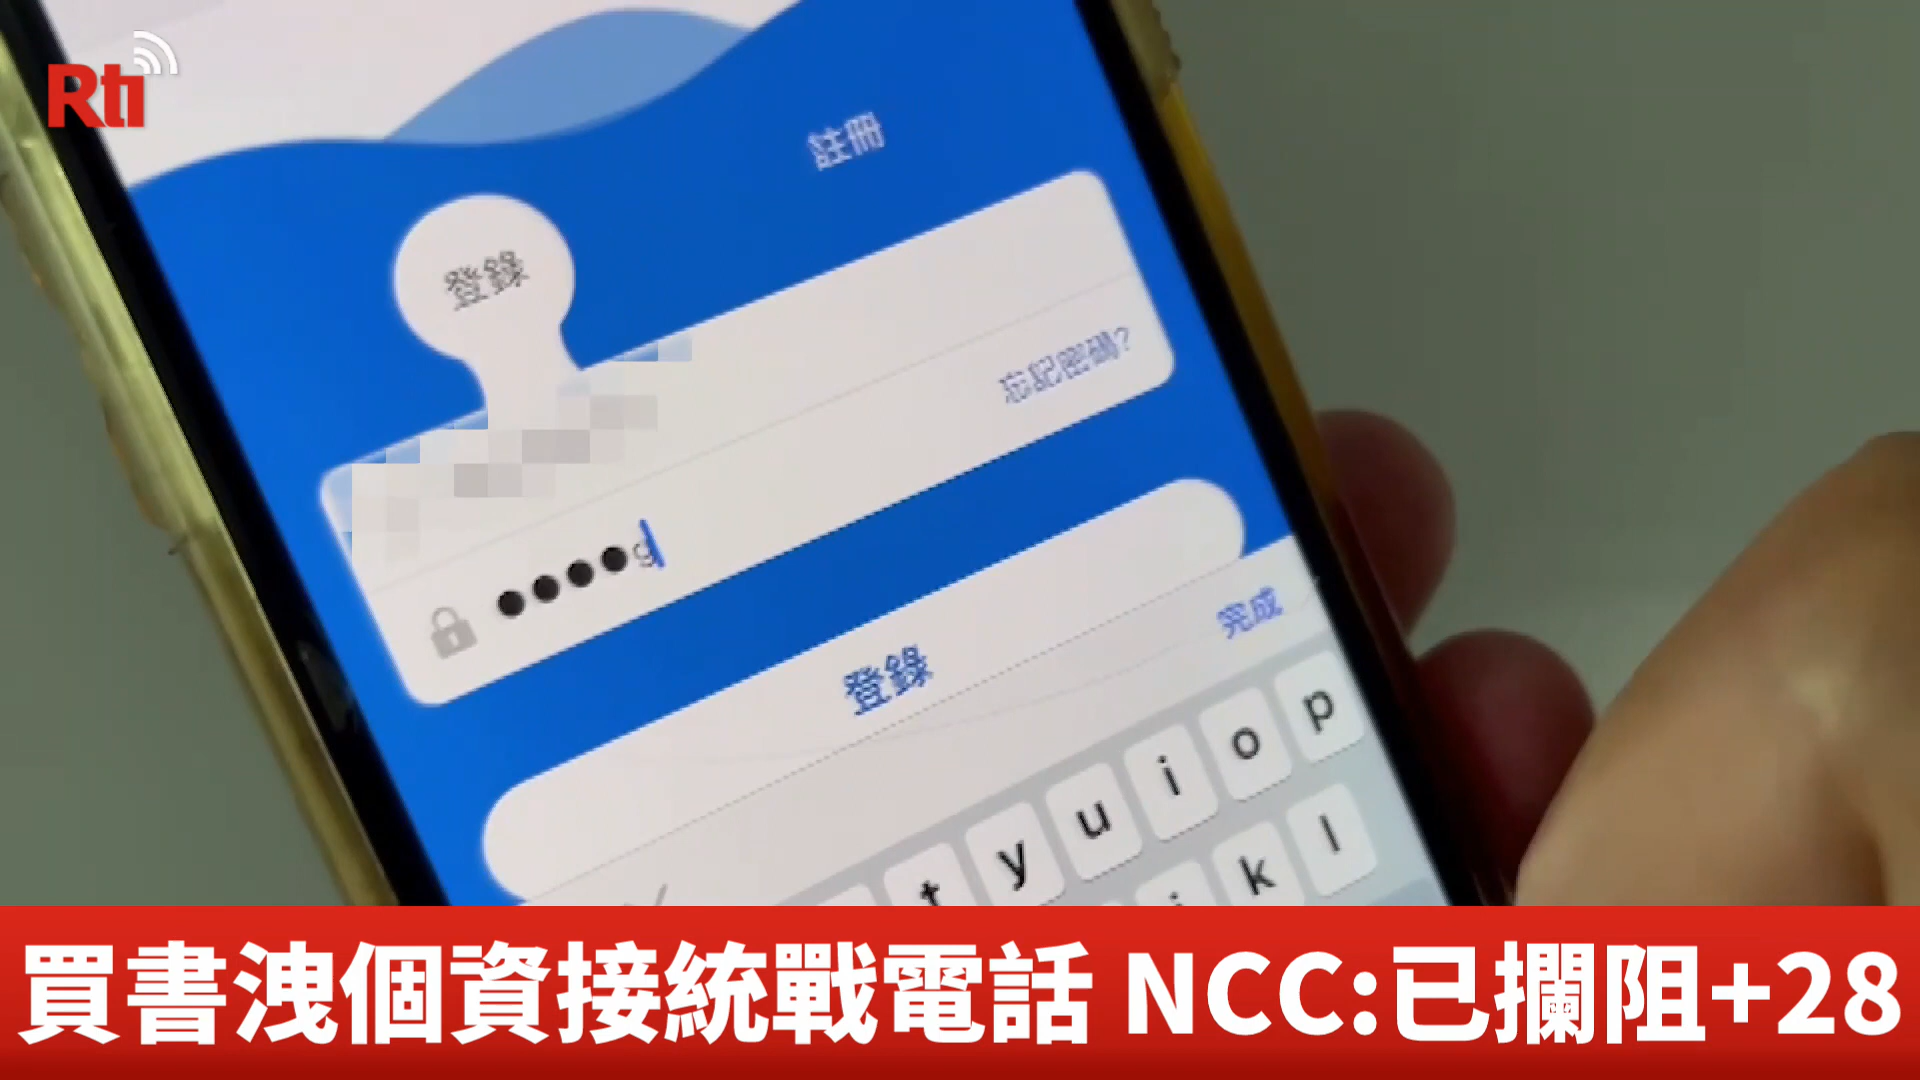 Rti
註冊
登錄
忘記密碼?
●●●●g
登錄
完成
t y u i o p
j k l
買書洩個資接統戰電話 NCC:已攔阻+28